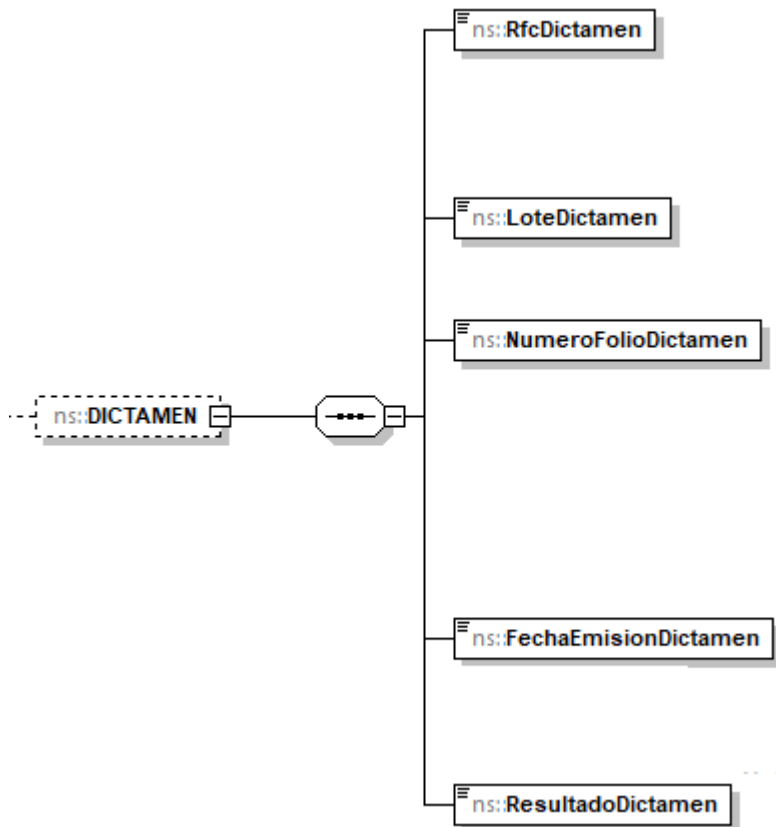 ns::RfcDictamen
ns::LoteDictamen
ns::NumeroFolioDictamen
ns::DICTAMEN
ns::FechaEmisionDictamen
ns::ResultadoDictamen